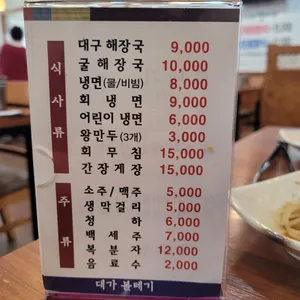 식사류
대구해장국 9,000
굴해장국 10,000
냉면(물/비빔) 8,000
회냉면 9,000
어린이냉면 6,000
왕만두(3개) 3,000
회무침 15,000
간장게장 15,000
주류
소주/맥주 5,000
생막걸리 5,000
청하 6,000
백세주 7,000
복분자 12,000
음료수 2,000
대가 뽈떼기